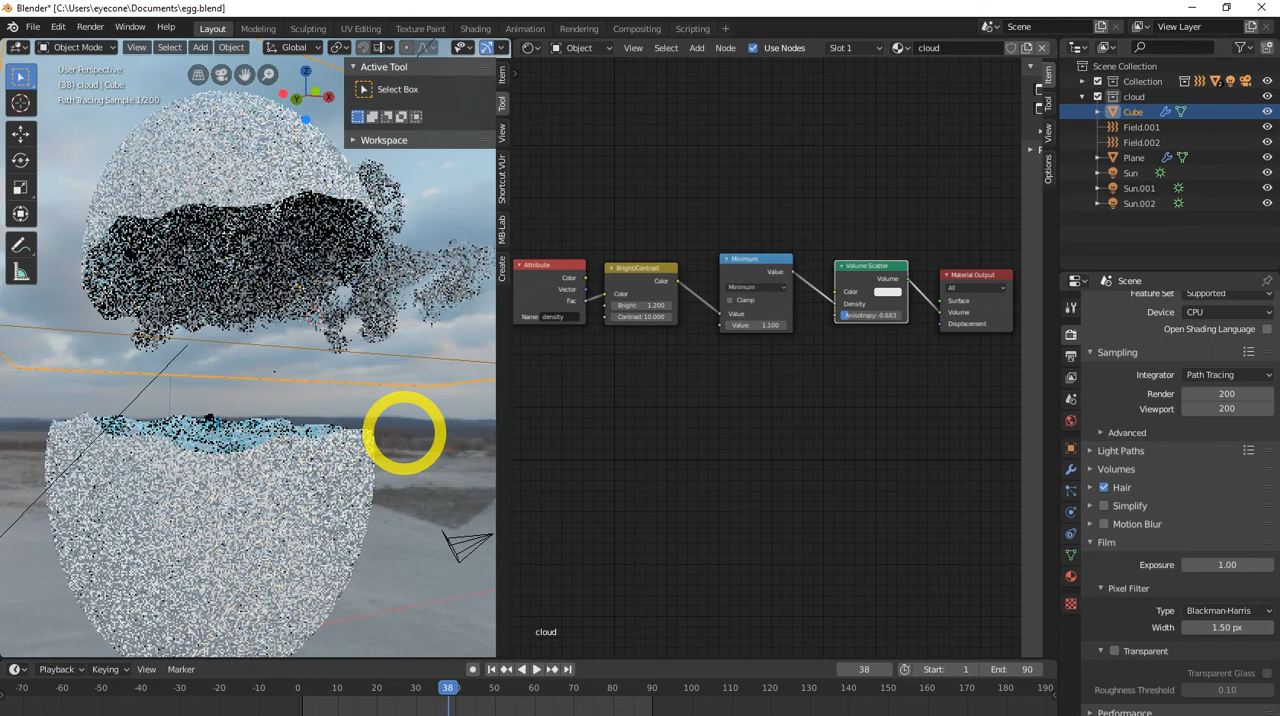 Blender* [C:\Users\eyecone\Documents\egg.blend]
File Edit Render Window Help Layout Modeling Sculpting UV Editing Texture Paint Shading Animation Rendering Compositing Scripting Scene View Layer
Object Mode View Select Add Object Global Object View Select Add Node Use Nodes Slot 1 cloud
User Perspective
(38) cloud | Cube
Path Tracing Sample 1/200
Z
Y
X
Active Tool
Select Box
Workspace
Item
Tool
View
Shortcut VUr
MB-Lab
Create
Attribute
Color
Vector
Fac
Name: density
Bright/Contrast
Color
Color
Bright: 1.200
Contrast: 10.000
Minimum
Value
Minimum
Clamp
Value
Value: 1.100
Volume Scatter
Volume
Color
Density
Anisotropy: -0.683
Material Output
All
Surface
Volume
Displacement
cloud
Item
Tool
View
Options
Scene Collection
Collection
cloud
Cube
Field.001
Field.002
Plane
Sun
Sun.001
Sun.002
Scene
Feature Set Supported
Device CPU
Open Shading Language
Sampling
Integrator Path Tracing
Render 200
Viewport 200
Advanced
Light Paths
Volumes
Hair
Simplify
Motion Blur
Film
Exposure 1.00
Pixel Filter
Type Blackman-Harris
Width 1.50 px
Transparent
Transparent Glass
Roughness Threshold 0.10
Performance
Playback Keying View Marker 38 Start: 1 End: 90
-70 -60 -50 -40 -30 -20 -10 0 10 20 30 38 50 60 70 80 90 100 110 120 130 140 150 160 170 180 190